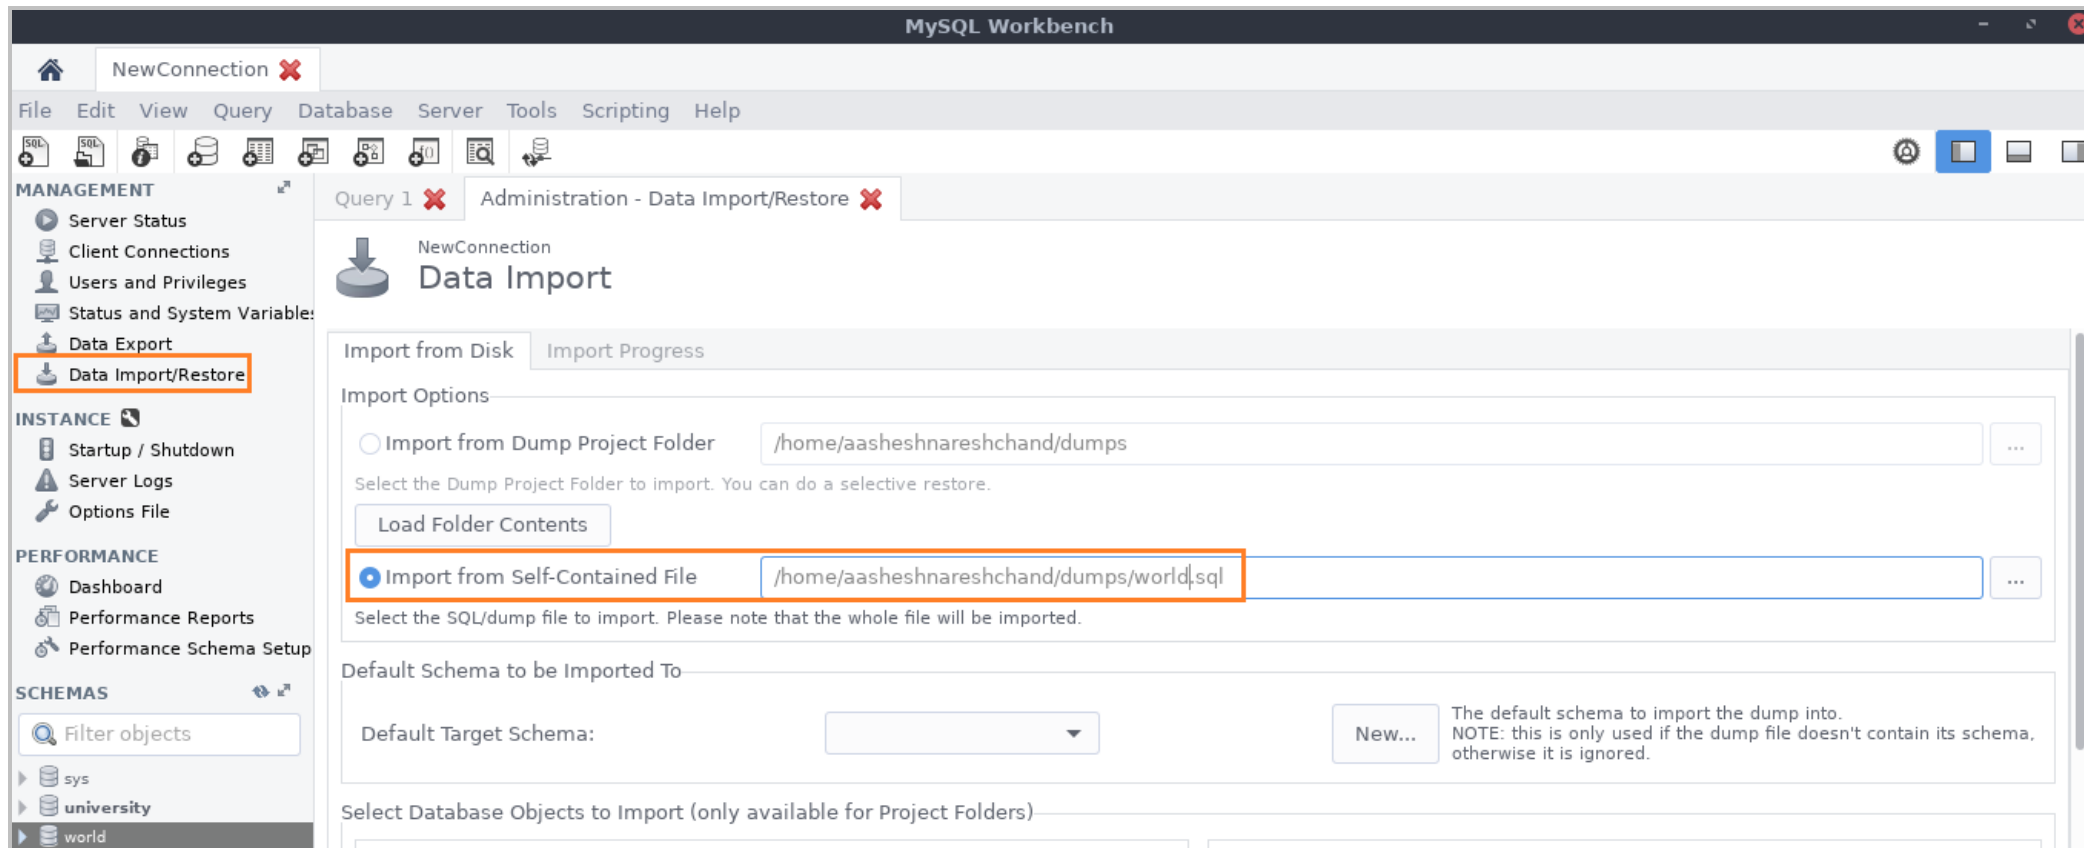 MySQL Workbench
NewConnection
File Edit View Query Database Server Tools Scripting Help
MANAGEMENT
Server Status
Client Connections
Users and Privileges
Status and System Variables
Data Export
Data Import/Restore
INSTANCE
Startup / Shutdown
Server Logs
Options File
PERFORMANCE
Dashboard
Performance Reports
Performance Schema Setup
SCHEMAS
Filter objects
sys
university
world
Query 1 Administration - Data Import/Restore
NewConnection
Data Import
Import from Disk Import Progress
Import Options
Import from Dump Project Folder /home/aasheshnareshchand/dumps ...
Select the Dump Project Folder to import. You can do a selective restore.
Load Folder Contents
Import from Self-Contained File /home/aasheshnareshchand/dumps/world.sql ...
Select the SQL/dump file to import. Please note that the whole file will be imported.
Default Schema to be Imported To
Default Target Schema: New...
The default schema to import the dump into.
NOTE: this is only used if the dump file doesn't contain its schema,
otherwise it is ignored.
Select Database Objects to Import (only available for Project Folders)